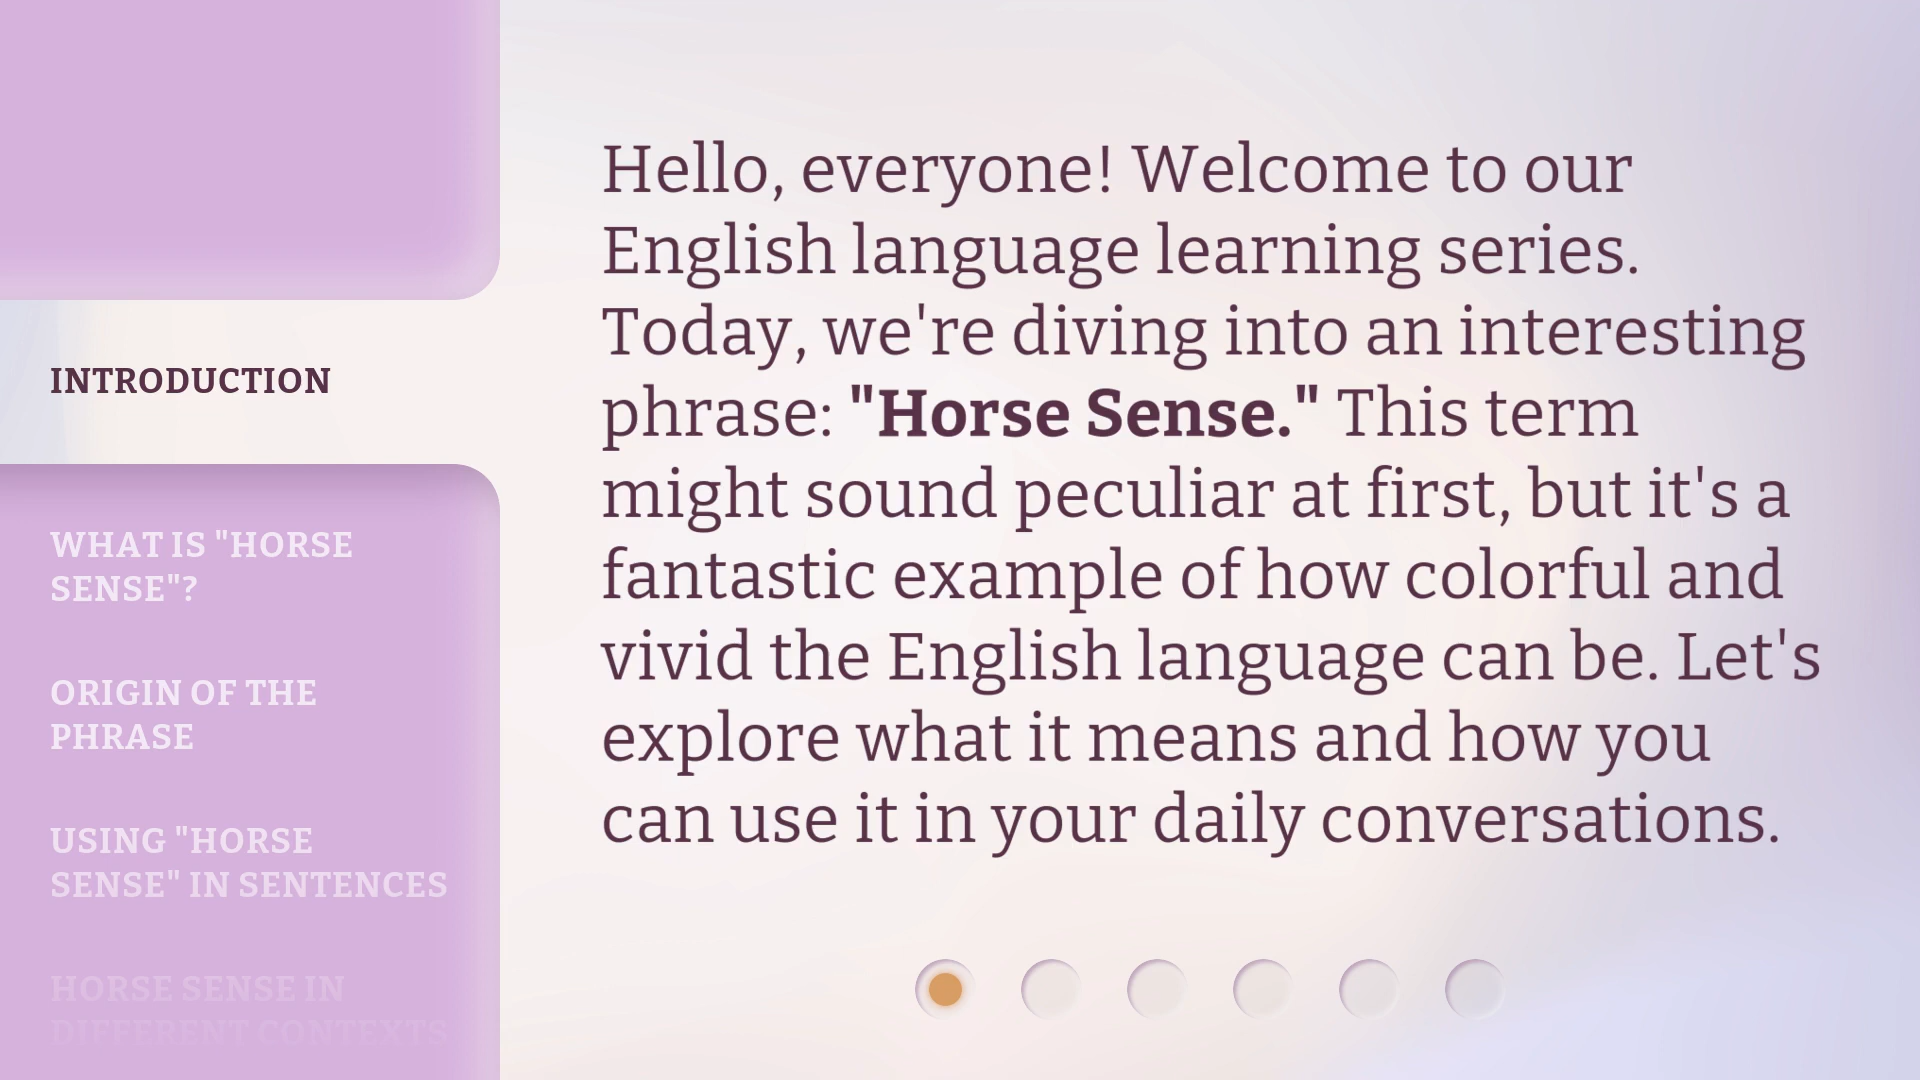 INTRODUCTION
WHAT IS "HORSE
SENSE"?
ORIGIN OF THE
PHRASE
USING "HORSE
SENSE" IN SENTENCES
HORSE SENSE IN
DIFFERENT CONTEXTS
Hello, everyone! Welcome to our
English language learning series.
Today, we're diving into an interesting
phrase: "Horse Sense." This term
might sound peculiar at first, but it's a
fantastic example of how colorful and
vivid the English language can be. Let's
explore what it means and how you
can use it in your daily conversations.